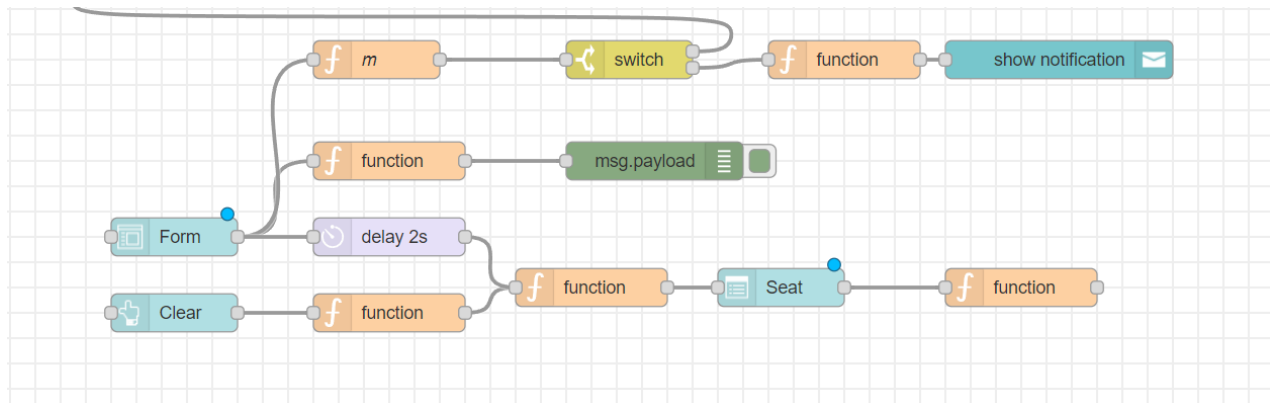 m
switch
function
show notification
function
msg.payload
Form
delay 2s
function
Seat
function
Clear
function